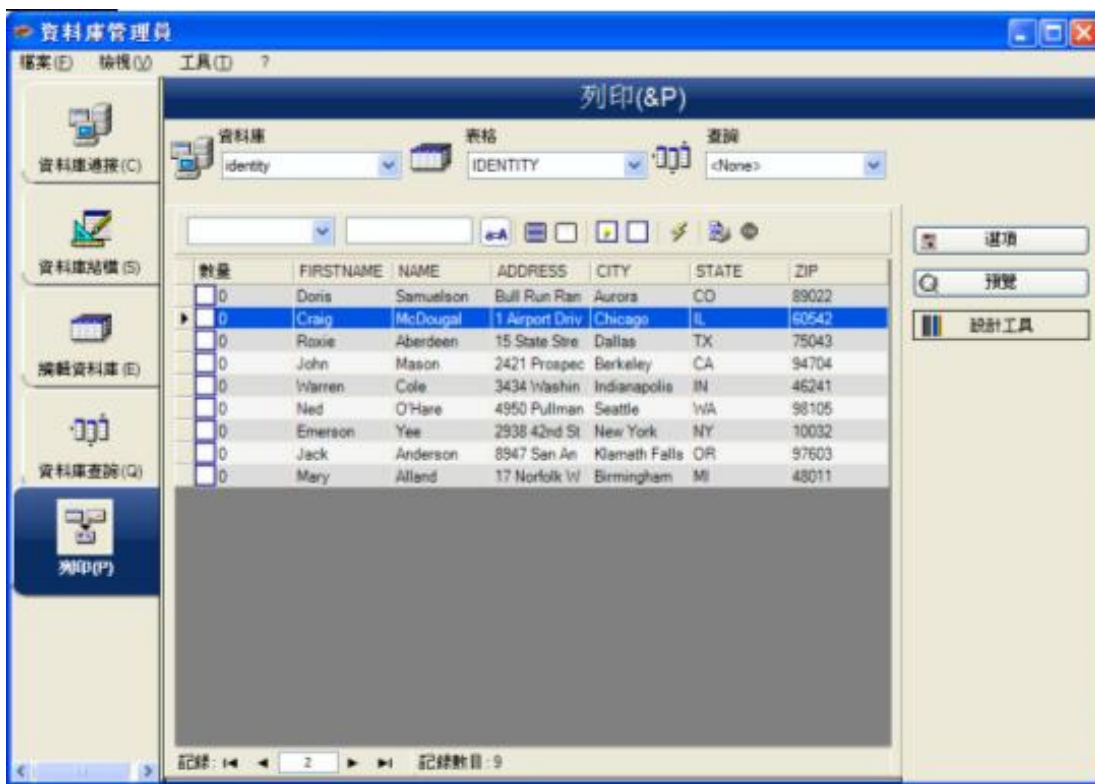 資料庫管理員
檔案(F) 檢視(V) 工具(T) ?
列印(&P)
資料庫連接(C)
資料庫結構(S)
編輯資料庫(E)
資料庫查詢(Q)
列印(P)
資料庫 表格 查詢
identity IDENTITY <None>
a=A
數量 FIRSTNAME NAME ADDRESS CITY STATE ZIP
0 Doris Samuelson Bull Run Ran Aurora CO 89022
0 Craig McDougal 1 Airport Driv Chicago IL 60542
0 Roxie Aberdeen 15 State Stre Dallas TX 75043
0 John Mason 2421 Prospec Berkeley CA 94704
0 Warren Cole 3434 Washin Indianapolis IN 46241
0 Ned O'Hare 4950 Pullman Seattle WA 98105
0 Emerson Yee 2938 42nd St New York NY 10032
0 Jack Anderson 8947 San An Klamath Falls OR 97603
0 Mary Alland 17 Norfolk W Birmingham MI 48011
選項
預覽
設計工具
記錄: 2 記錄數目:9